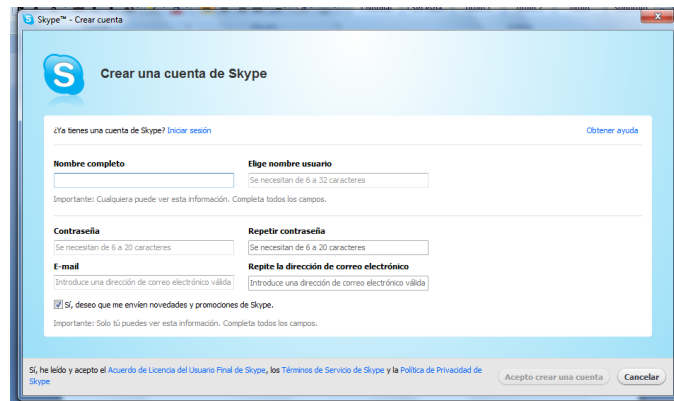 Skype™ - Crear cuenta
Crear una cuenta de Skype
¿Ya tienes una cuenta de Skype? Iniciar sesión
Obtener ayuda
Nombre completo
Elige nombre usuario
Se necesitan de 6 a 32 caracteres
Importante: Cualquiera puede ver esta información. Completa todos los campos.
Contraseña
Repetir contraseña
Se necesitan de 6 a 20 caracteres
Se necesitan de 6 a 20 caracteres
E-mail
Repite la dirección de correo electrónico
Introduce una dirección de correo electrónico válida
Introduce una dirección de correo electrónico válida
Sí, deseo que me envíen novedades y promociones de Skype.
Importante: Solo tú puedes ver esta información. Completa todos los campos.
Sí, he leído y acepto el Acuerdo de Licencia del Usuario Final de Skype, los Términos de Servicio de Skype y la Política de Privacidad de
Skype
Acepto crear una cuenta
Cancelar